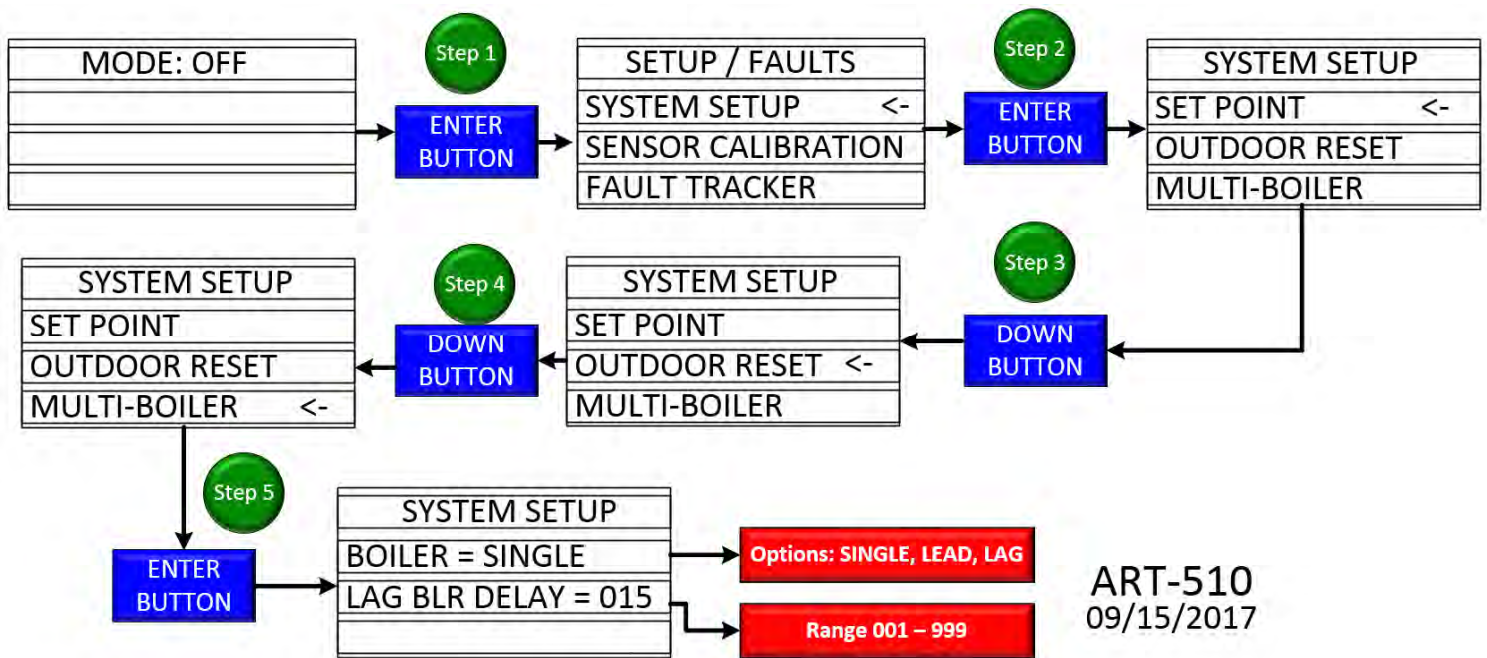 MODE: OFF
Step 1
ENTER
BUTTON
SETUP / FAULTS
SYSTEM SETUP <-
SENSOR CALIBRATION
FAULT TRACKER
Step 2
ENTER
BUTTON
SYSTEM SETUP
SET POINT <-
OUTDOOR RESET
MULTI-BOILER
Step 3
DOWN
BUTTON
SYSTEM SETUP
SET POINT
OUTDOOR RESET <-
MULTI-BOILER
Step 4
DOWN
BUTTON
SYSTEM SETUP
SET POINT
OUTDOOR RESET
MULTI-BOILER <-
Step 5
ENTER
BUTTON
SYSTEM SETUP
BOILER = SINGLE
LAG BLR DELAY = 015
Options: SINGLE, LEAD, LAG
Range 001 – 999
ART-510
09/15/2017